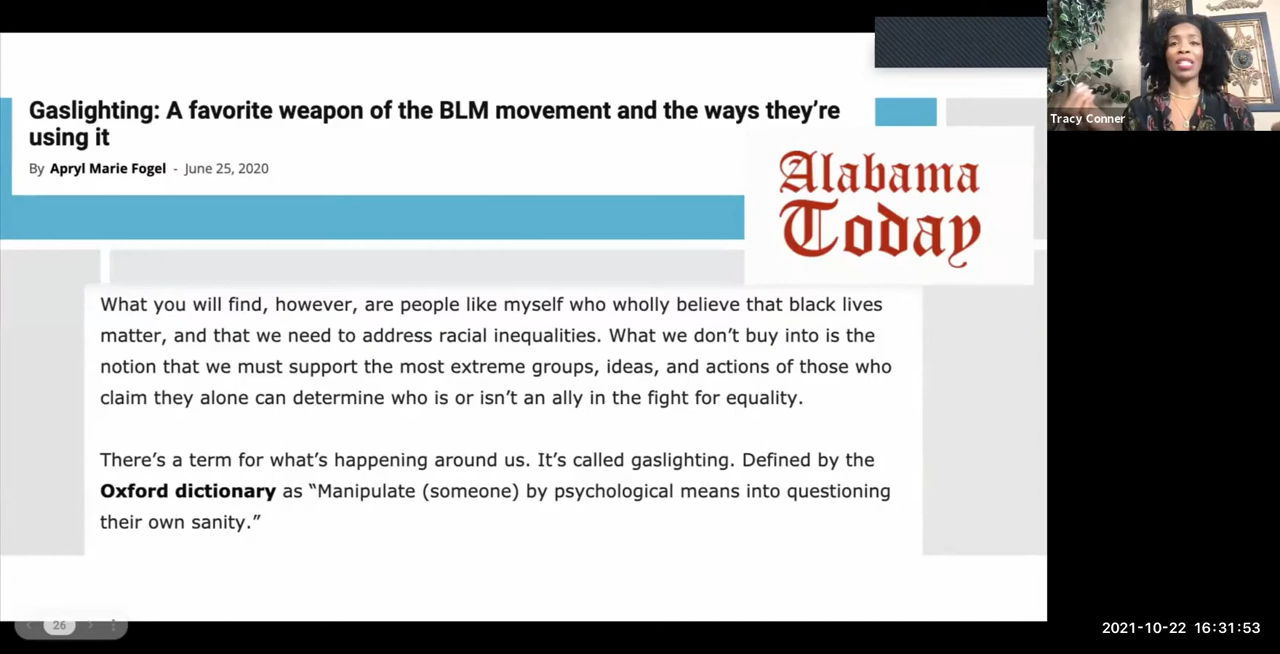 Gaslighting: A favorite weapon of the BLM movement and the ways they’re
using it
By Apryl Marie Fogel - June 25, 2020
Alabama
Today
What you will find, however, are people like myself who wholly believe that black lives
matter, and that we need to address racial inequalities. What we don’t buy into is the
notion that we must support the most extreme groups, ideas, and actions of those who
claim they alone can determine who is or isn’t an ally in the fight for equality.
There’s a term for what’s happening around us. It’s called gaslighting. Defined by the
Oxford dictionary as “Manipulate (someone) by psychological means into questioning
their own sanity.”
Tracy Conner
26
2021-10-22 16:31:53